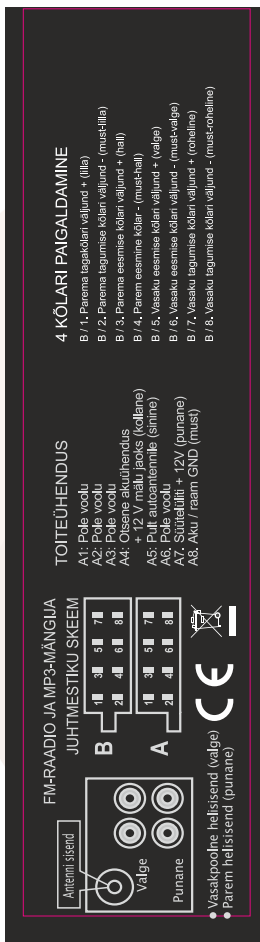 FM-RAADIO JA MP3-MÄNGIJA
JUHTMESTIKU SKEEM
Antenni sisend
Valge
Punane
B
1 3 5 7
2 4 6 8
A
1 3 5 7
2 4 6 8
• Vasakpoolne helisisend (valge)
• Parem helisisend (punane)
CE
TOITEÜHENDUS
A1: Pole voolu
A2: Pole voolu
A3: Pole voolu
A4: Otsene akuühendus
+ 12 V mälu jaoks (kollane)
A5: Pult autoantennile (sinine)
A6. Pole voolu
A7. Süütelüliti + 12V (punane)
A8. Aku / raam GND (must)
4 KÕLARI PAIGALDAMINE
B / 1. Parema tagakõlari väljund + (lilla)
B / 2. Parema tagumise kõlari väljund - (must-lilla)
B / 3. Parema eesmise kõlari väljund + (hall)
B / 4. Parem eesmine kõlar - (must-hall)
B / 5. Vasaku eesmise kõlari väljund + (valge)
B / 6. Vasaku eesmise kõlari väljund - (must-valge)
B / 7. Vasaku tagumise kõlari väljund + (roheline)
B / 8. Vasaku tagumise kõlari väljund - (must-roheline)